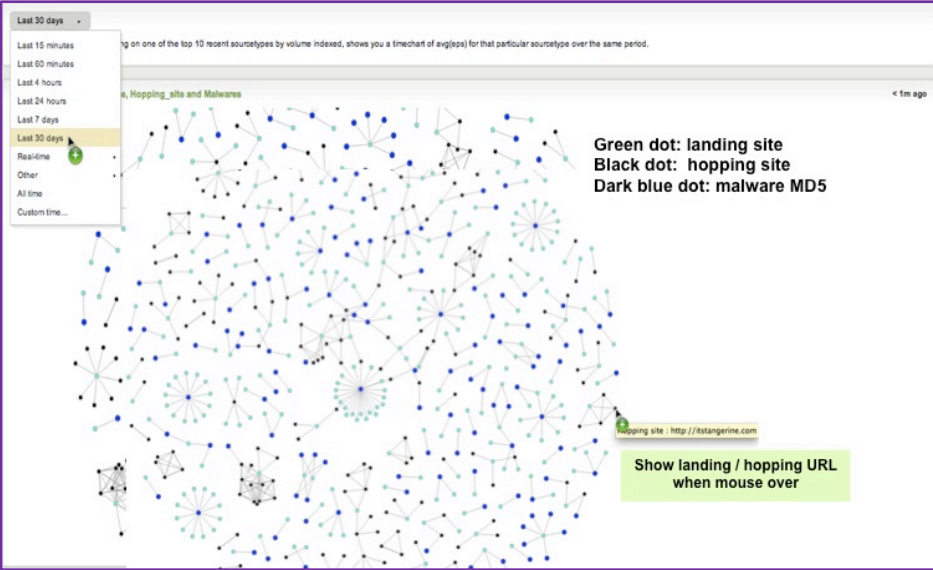 Last 30 days
Last 15 minutes
ng on one of the top 10 recent sourcetypes by volume indexed, shows you a timechart of avg(eps) for that particular sourcetype over the same period.
Last 60 minutes
Last 4 hours
Last 24 hours
e, Hopping_site and Malwares
< 1m ago
Last 7 days
Last 30 days
Real-time
Other
All time
Custom time...
Green dot: landing site
Black dot: hopping site
Dark blue dot: malware MD5
hopping site : http://itstangerine.com
Show landing / hopping URL
when mouse over